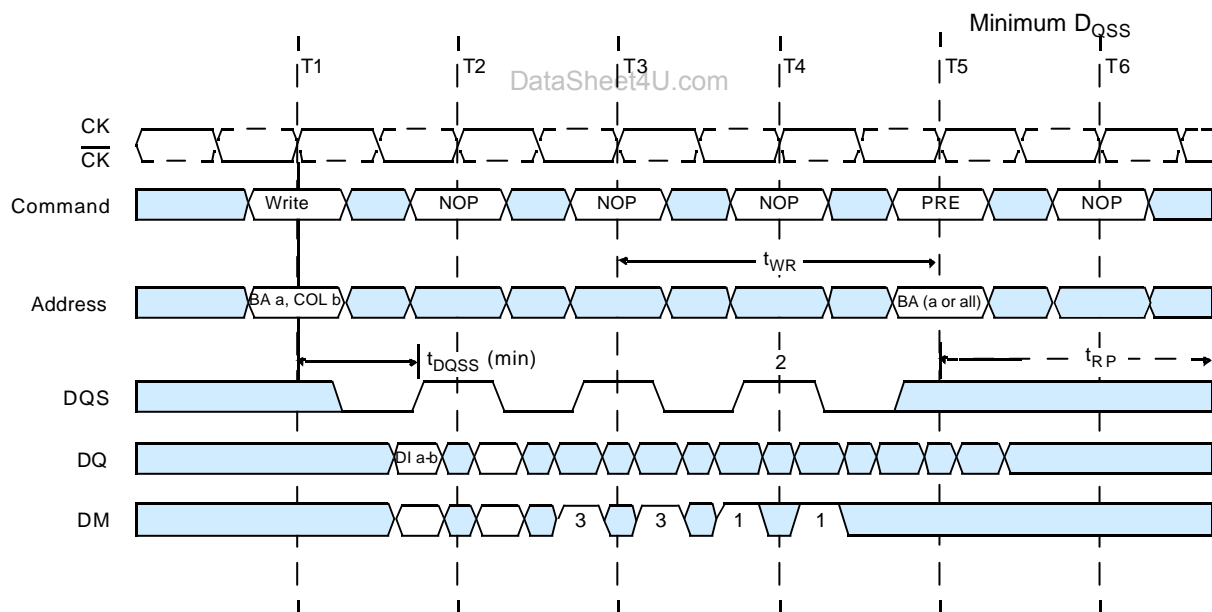 Minimum DQSS
T1 T2 T3 T4 T5 T6
DataSheet4U.com
CK
CK
Command Write NOP NOP NOP PRE NOP
tWR
Address BA a, COL b BA (a or all)
tDQSS (min) 2 tRP
DQS
DQ DI a-b
DM 3 3 1 1